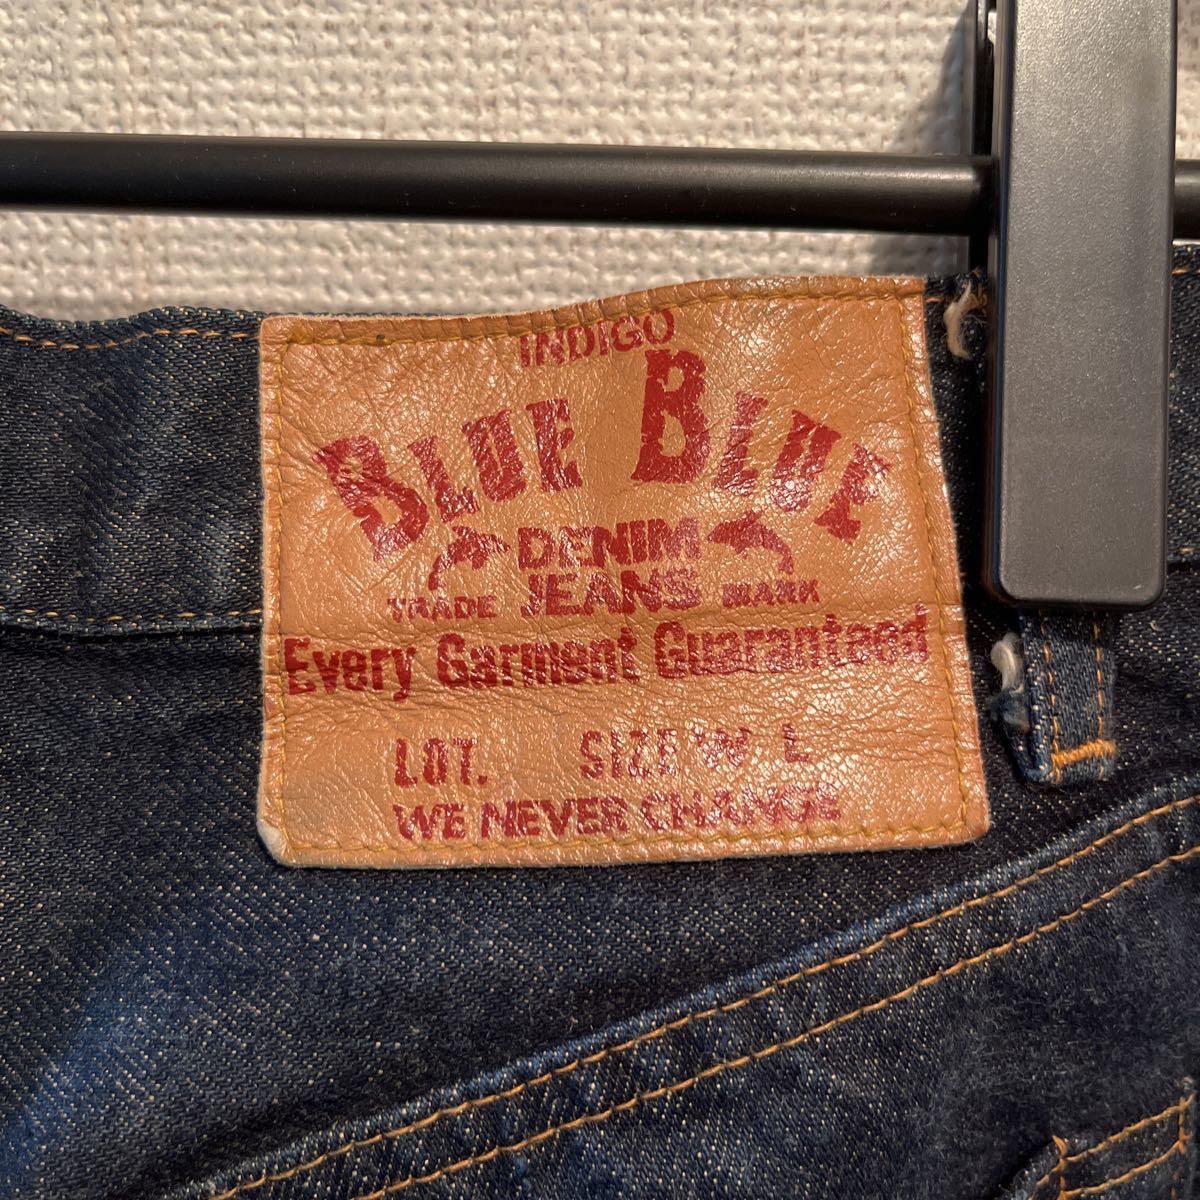 INDIGO
BLUE BLUE
DENIM
TRADE JEANS MARK
Every Garment Guaranteed
LOT. SIZE W L
WE NEVER CHANGE